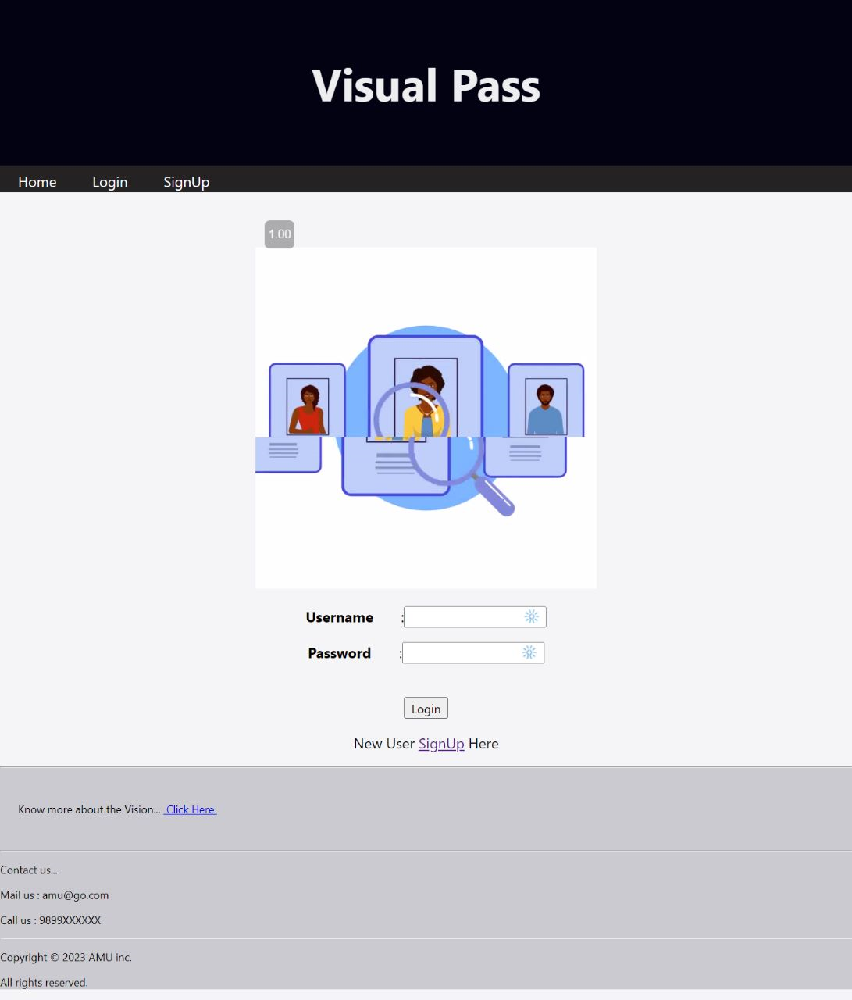 Visual Pass
Home Login SignUp
1.00
Username :
Password :
Login
New User SignUp Here
Know more about the Vision... Click Here
Contact us...
Mail us : amu@go.com
Call us : 9899XXXXXX
Copyright © 2023 AMU inc.
All rights reserved.